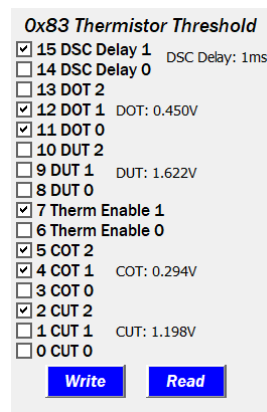 0x83 Thermistor Threshold
15 DSC Delay 1 DSC Delay: 1ms
14 DSC Delay 0
13 DOT 2
12 DOT 1 DOT: 0.450V
11 DOT 0
10 DUT 2
9 DUT 1 DUT: 1.622V
8 DUT 0
7 Therm Enable 1
6 Therm Enable 0
5 COT 2
4 COT 1 COT: 0.294V
3 COT 0
2 CUT 2
1 CUT 1 CUT: 1.198V
0 CUT 0
Write Read